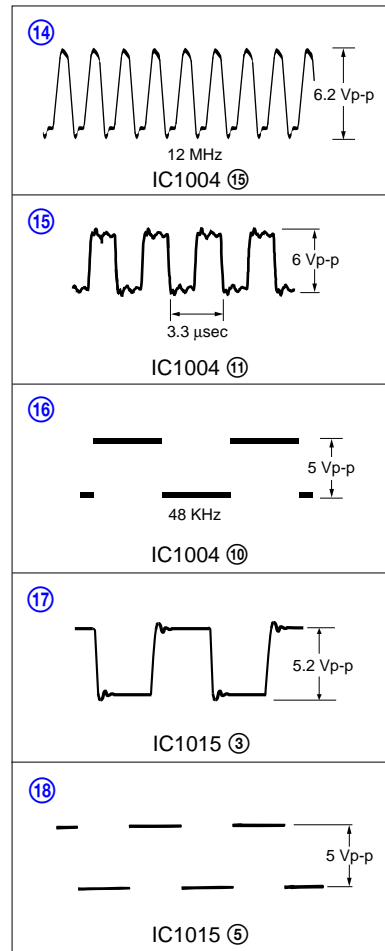 ⑭
6.2 Vp-p
12 MHz
IC1004 ⑮
⑮
6 Vp-p
3.3 µsec
IC1004 ⑪
⑯
5 Vp-p
48 KHz
IC1004 ⑩
⑰
5.2 Vp-p
IC1015 ③
⑱
5 Vp-p
IC1015 ⑤